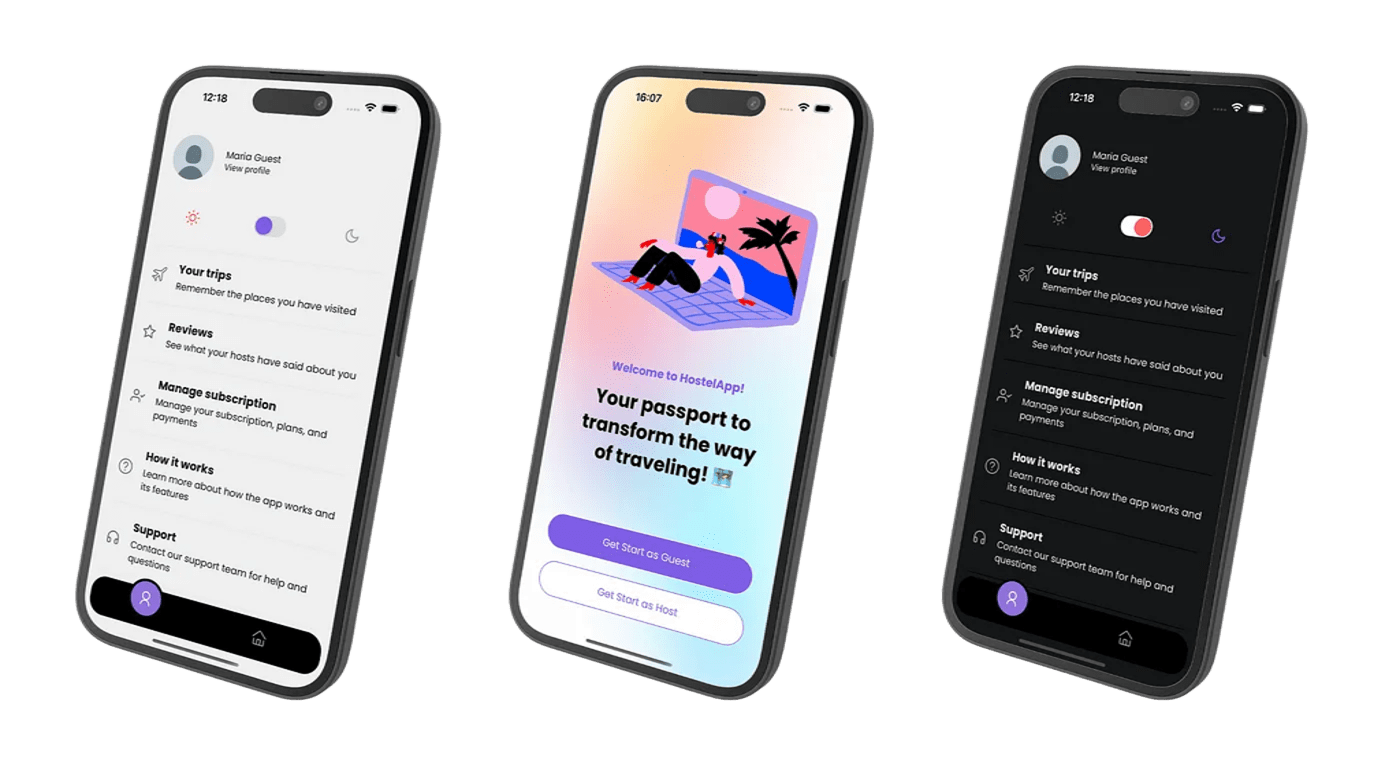 12:18
Maria Guest
View profile
Your trips
Remember the places you have visited
Reviews
See what your hosts have said about you
Manage subscription
Manage your subscription, plans, and
payments
How it works
Learn more about how the app works and
its features
Support
Contact our support team for help and
questions
16:07
Welcome to HostelApp!
Your passport to
transform the way
of traveling!
Get Start as Guest
Get Start as Host
12:18
Maria Guest
View profile
Your trips
Remember the places you have visited
Reviews
See what your hosts have said about you
Manage subscription
Manage your subscription, plans, and
payments
How it works
Learn more about how the app works and
its features
Support
Contact our support team for help and
questions